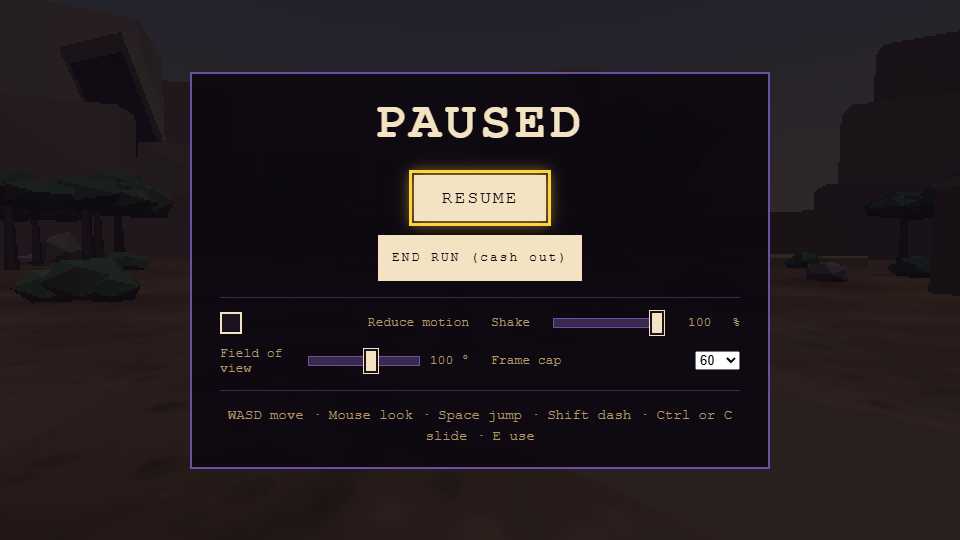 PAUSED
RESUME
END RUN (cash out)
Reduce motion Shake 100 %
Field of view 100 ° Frame cap 60
WASD move · Mouse look · Space jump · Shift dash · Ctrl or C
slide · E use